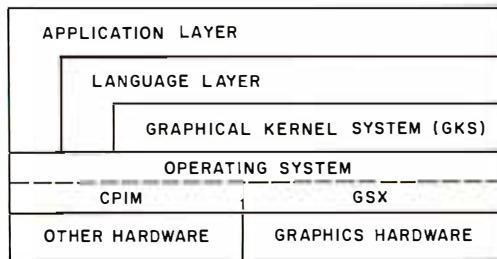 APPLICATION LAYER
LANGUAGE LAYER
GRAPHICAL KERNEL SYSTEM (GKS)
OPERATING SYSTEM
CPIM GSX
OTHER HARDWARE GRAPHICS HARDWARE